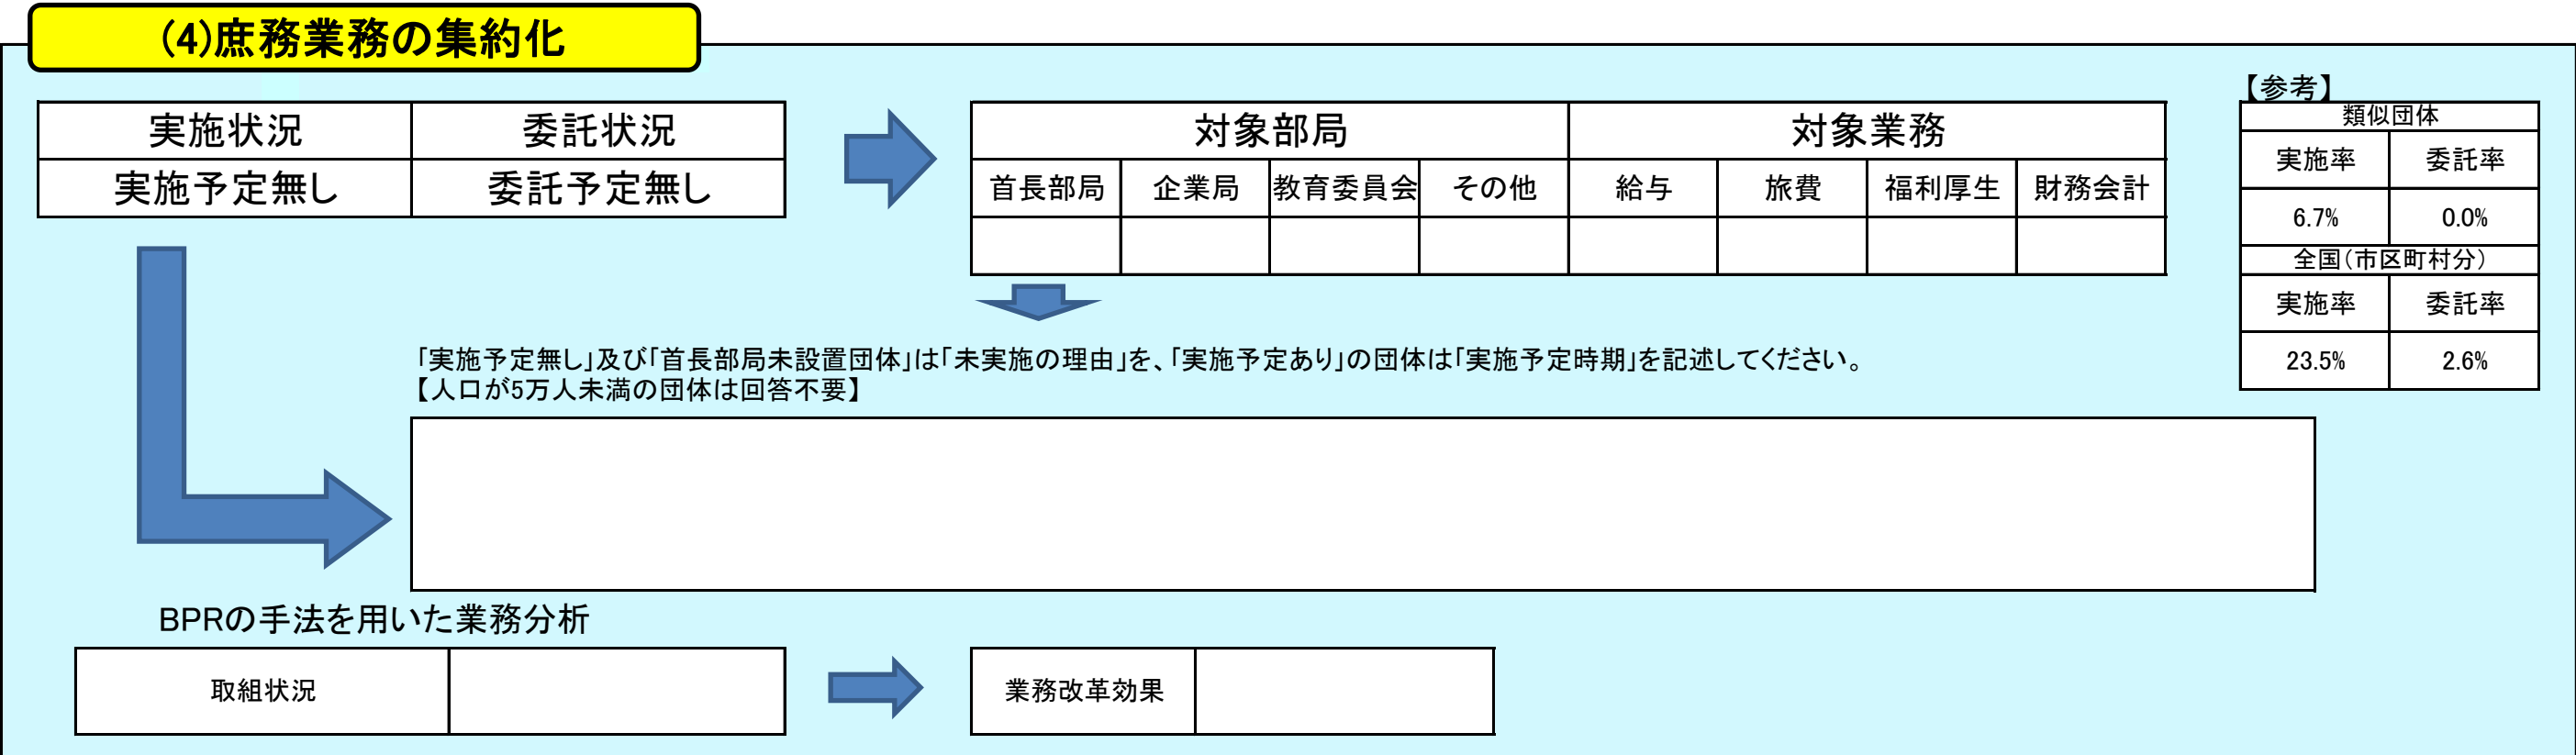 (4)庶務業務の集約化
実施状況 委託状況
実施予定無し 委託予定無し
対象部局 対象業務
首長部局 企業局 教育委員会 その他 給与 旅費 福利厚生 財務会計
【参考】
類似団体
実施率 委託率
6.7% 0.0%
全国(市区町村分)
実施率 委託率
23.5% 2.6%
「実施予定無し」及び「首長部局未設置団体」は「未実施の理由」を、「実施予定あり」の団体は「実施予定時期」を記述してください。
【人口が5万人未満の団体は回答不要】
BPRの手法を用いた業務分析
取組状況
業務改革効果